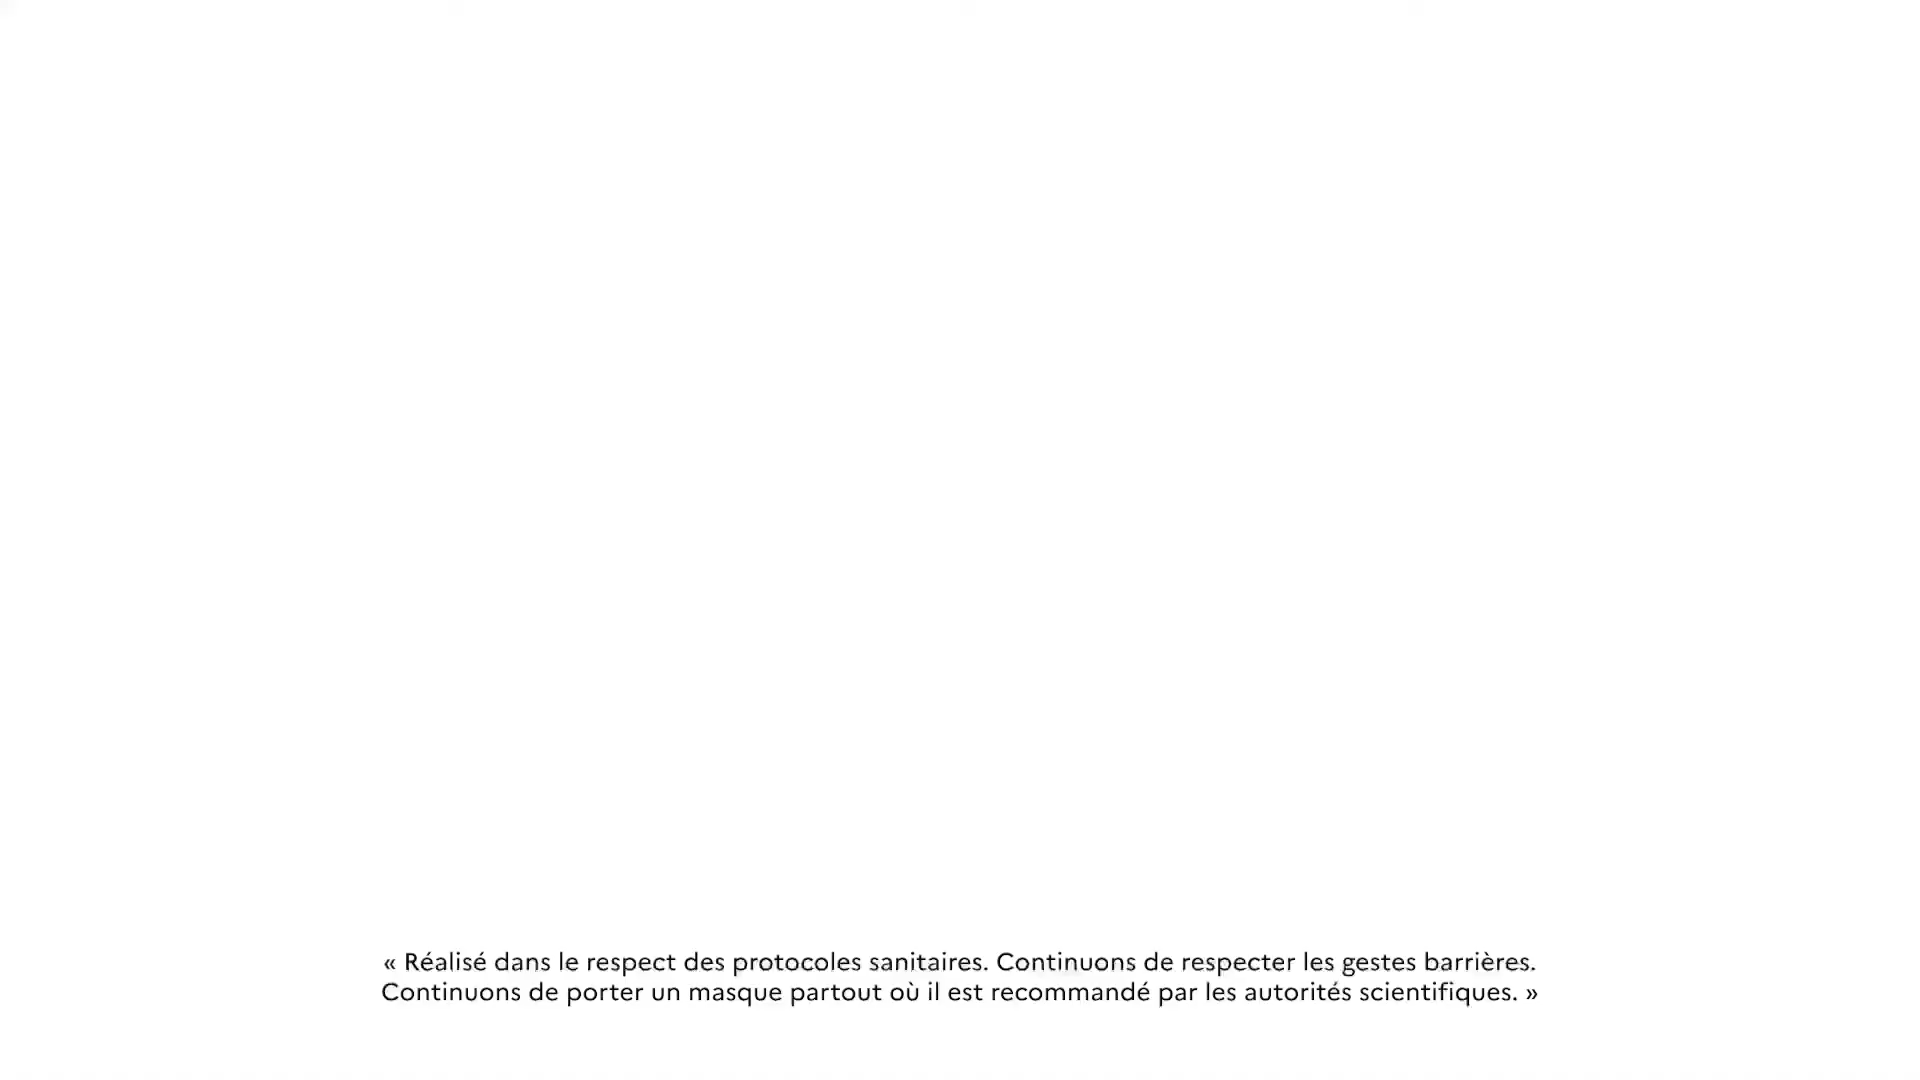 « Réalisé dans le respect des protocoles sanitaires. Continuons de respecter les gestes barrières.
Continuons de porter un masque partout où il est recommandé par les autorités scientifiques. »